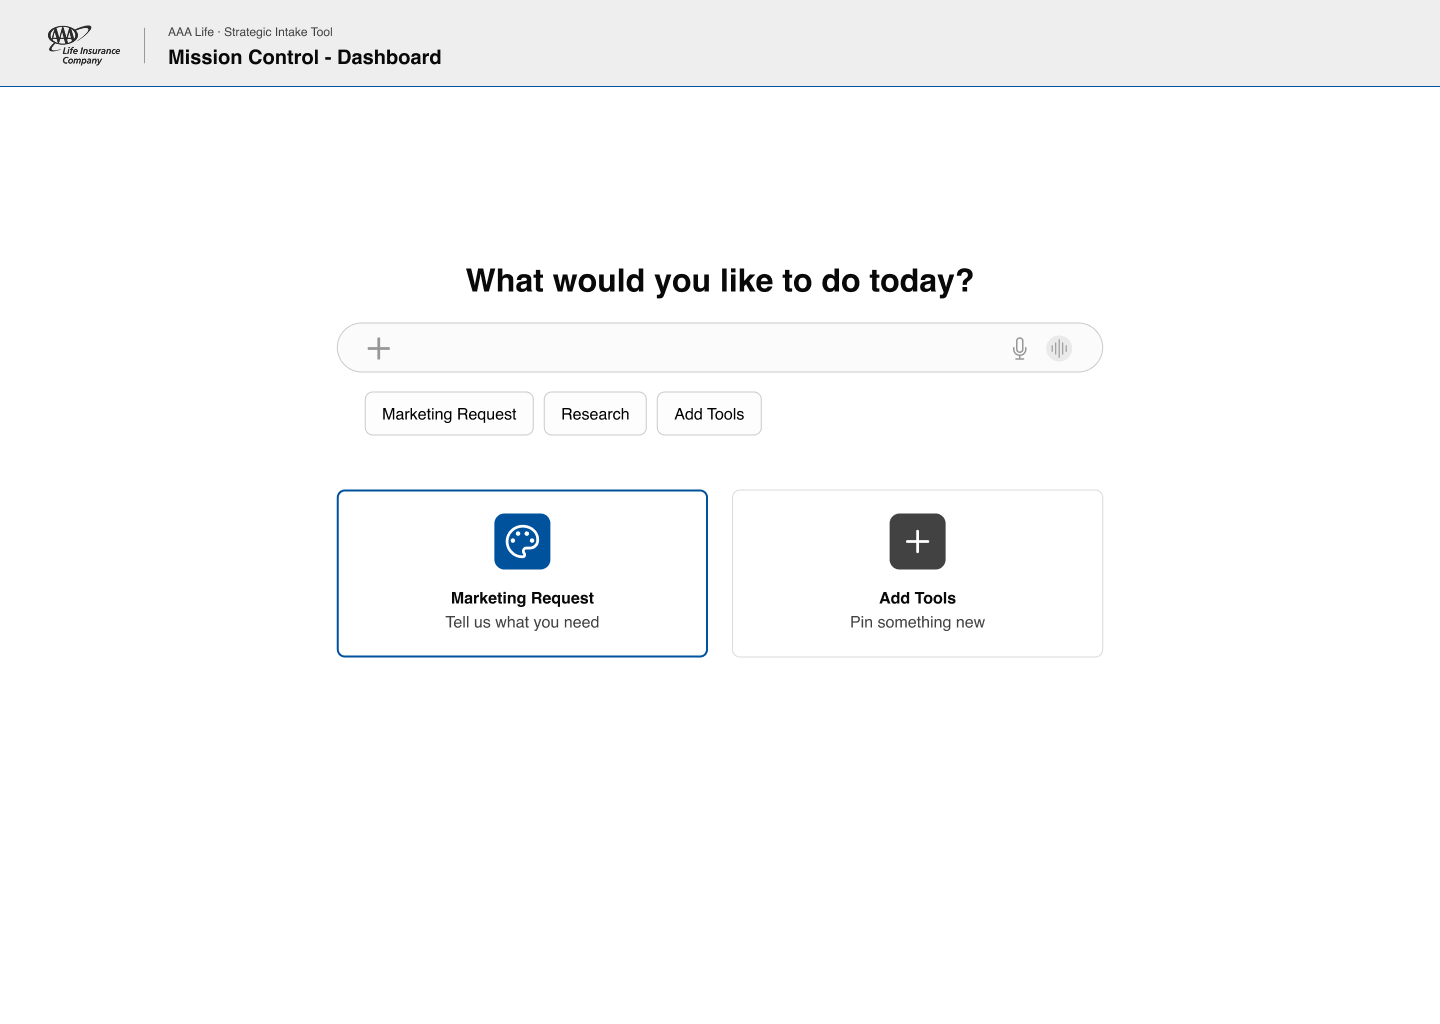 AAA
Life Insurance
Company
AAA Life · Strategic Intake Tool
Mission Control - Dashboard
What would you like to do today?
Marketing Request
Research
Add Tools
Marketing Request
Tell us what you need
Add Tools
Pin something new